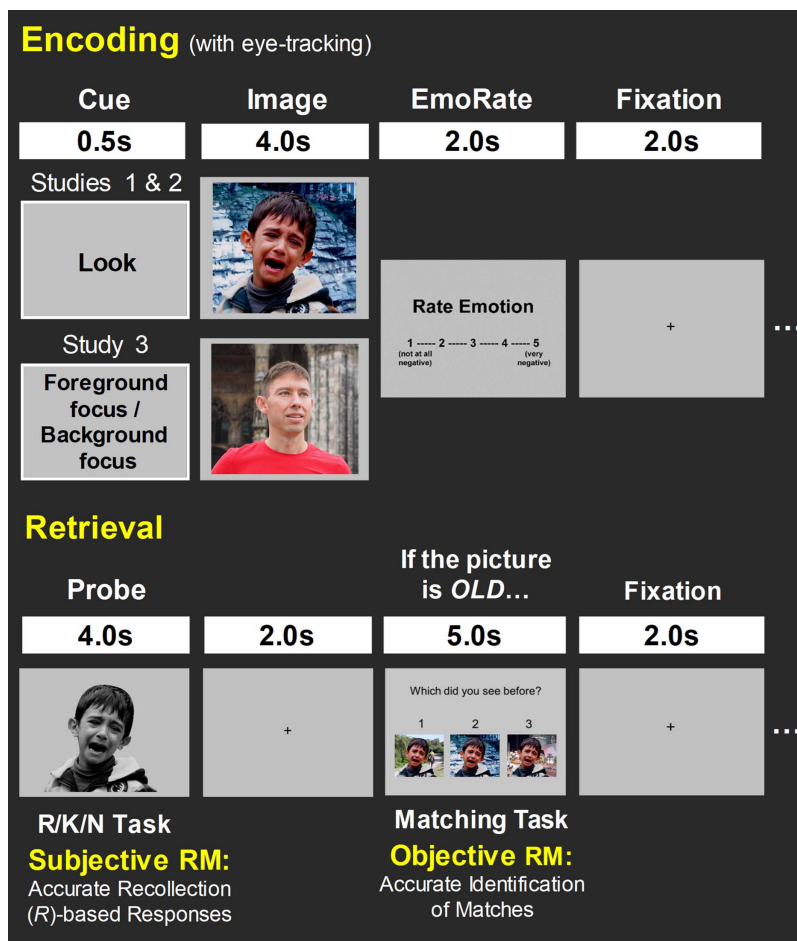 Encoding (with eye-tracking)
Cue Image EmoRate Fixation
0.5s 4.0s 2.0s 2.0s
Studies 1 & 2
Look
Study 3
Foreground
focus /
Background
focus
Rate Emotion
1 ----- 2 ----- 3 ----- 4 ----- 5
(not at all negative) (very negative)
+
...
Retrieval
Probe
If the picture
is OLD...
Fixation
4.0s 2.0s 5.0s 2.0s
+
Which did you see before?
1 2 3
+
...
R/K/N Task
Subjective RM:
Accurate Recollection
(R)-based Responses
Matching Task
Objective RM:
Accurate Identification
of Matches